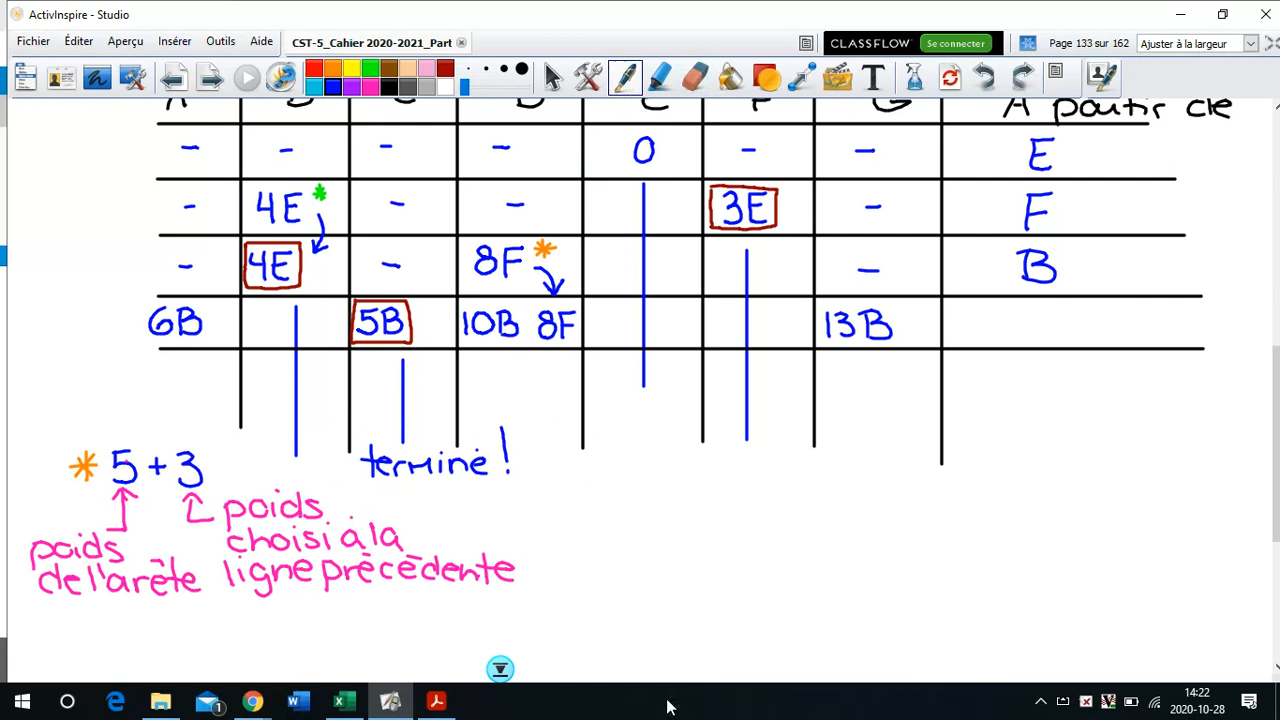 ActivInspire - Studio
Fichier Éditer Aperçu Insérer Outils Aide CST-5_Cahier 2020-2021_Part CLASSFLOW Se connecter Page 133 sur 162 Ajuster à la largeur
A B C D E F G À partir de
- - - - 0 - - E
- 4E * - - 3E - F
- 4E - 8F * - B
6B 5B 10B 8F 13B
* 5 + 3 terminé !
poids
de l'arête
poids
choisi à la
ligne précédente
1
14:22
2020-10-28